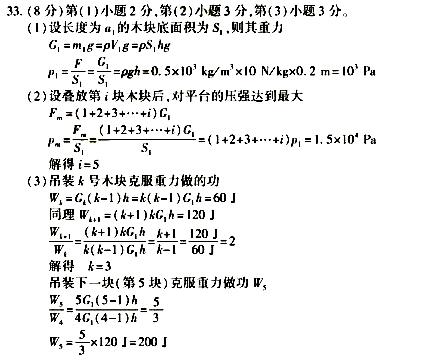 33.(8分)第(1)小题2分,第(2)小题3分,第(3)小题3分。
(1)设长度为a₁的木块底面积为S₁,则其重力
G₁=m₁g=ρV₁g=ρS₁hg
p₁=F/S₁=G₁/S₁=ρgh=0.5×10³ kg/m³×10 N/kg×0.2 m=10³ Pa
(2)设叠放第i块木块后,对平台的压强达到最大
Fₘ=(1+2+3+⋯+i)G₁
pₘ=Fₘ/S₁=(1+2+3+⋯+i)G₁/S₁=(1+2+3+⋯+i)p₁=1.5×10⁴ Pa
解得i=5
(3)吊装k号木块克服重力做的功
Wₖ=Gₖ(k-1)h=k(k-1)G₁h=60 J
同理Wₖ₊₁=(k+1)kG₁h=120 J
Wₖ₊₁/Wₖ=(k+1)kG₁h/k(k-1)G₁h=k+1/k-1=120 J/60 J=2
解得 k=3
吊装下一块(第5块)克服重力做功W₅
W₅/W₄=5G₁(5-1)h/4G₁(4-1)h=5/3
W₅=5/3×120 J=200 J